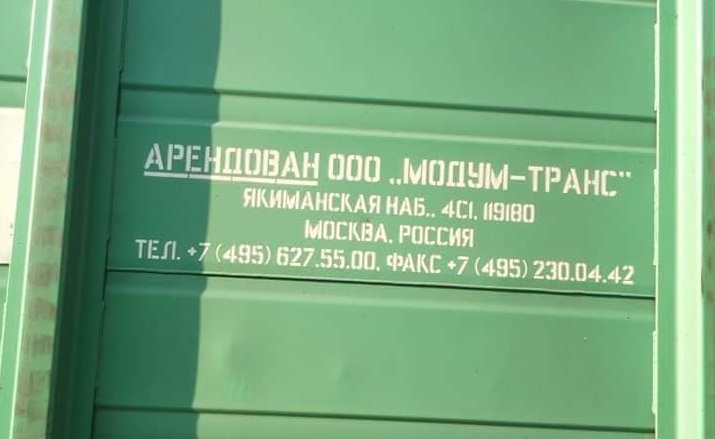 АРЕНДОВАН ООО „МОДУМ-ТРАНС"
ЯКИМАНСКАЯ НАБ., 4С1, 119180
МОСКВА, РОССИЯ
ТЕЛ. +7 (495) 627.55.00, ФАКС +7 (495) 230.04.42